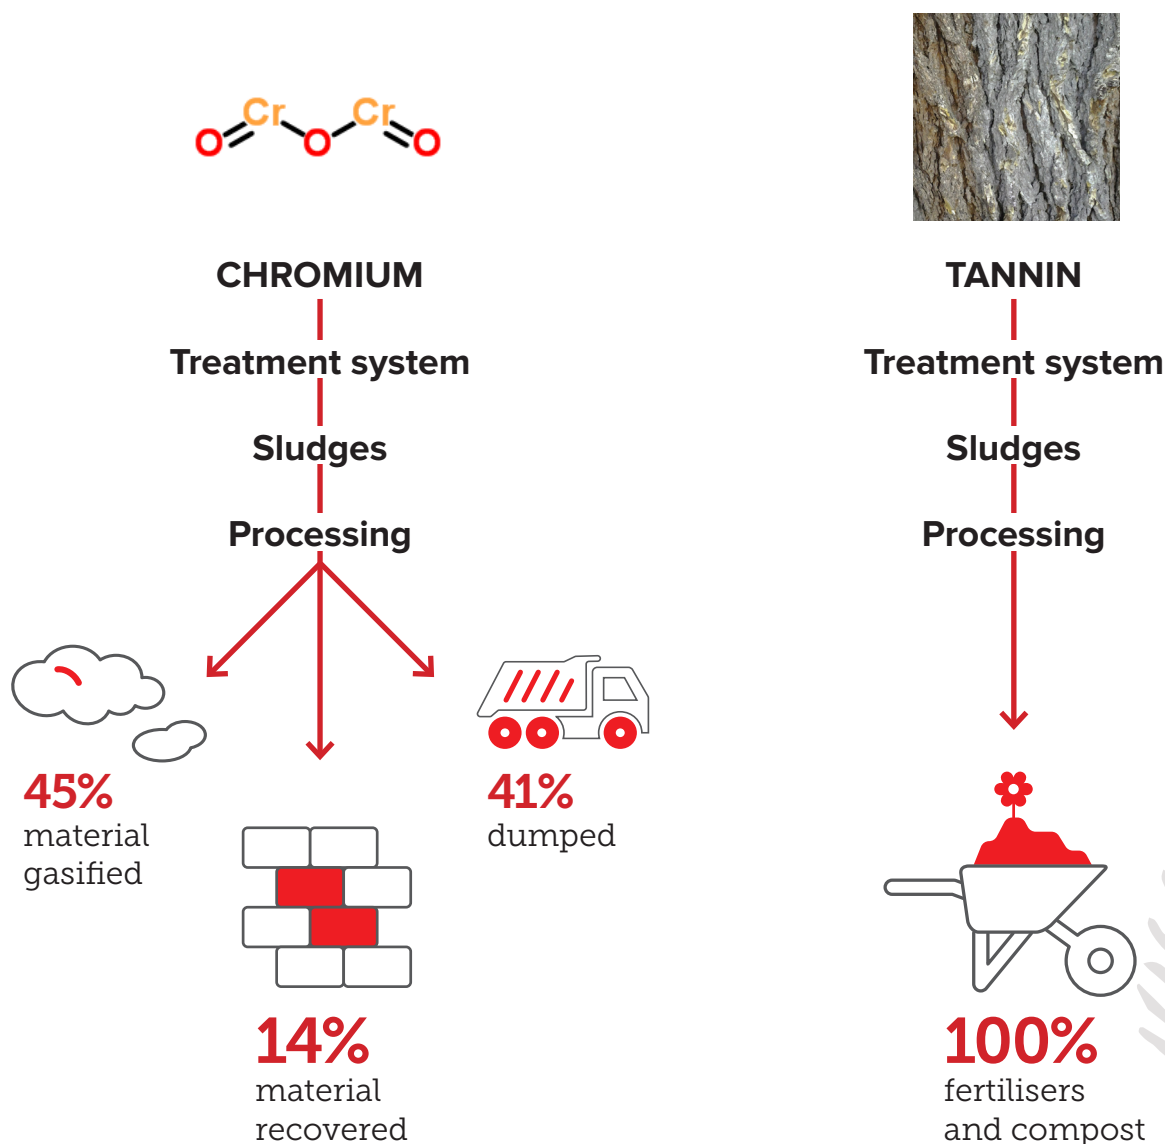 O Cr O Cr O
CHROMIUM
Treatment system
Sludges
Processing
45%
material
gasified
14%
material
recovered
41%
dumped
TANNIN
Treatment system
Sludges
Processing
100%
fertilisers
and compost